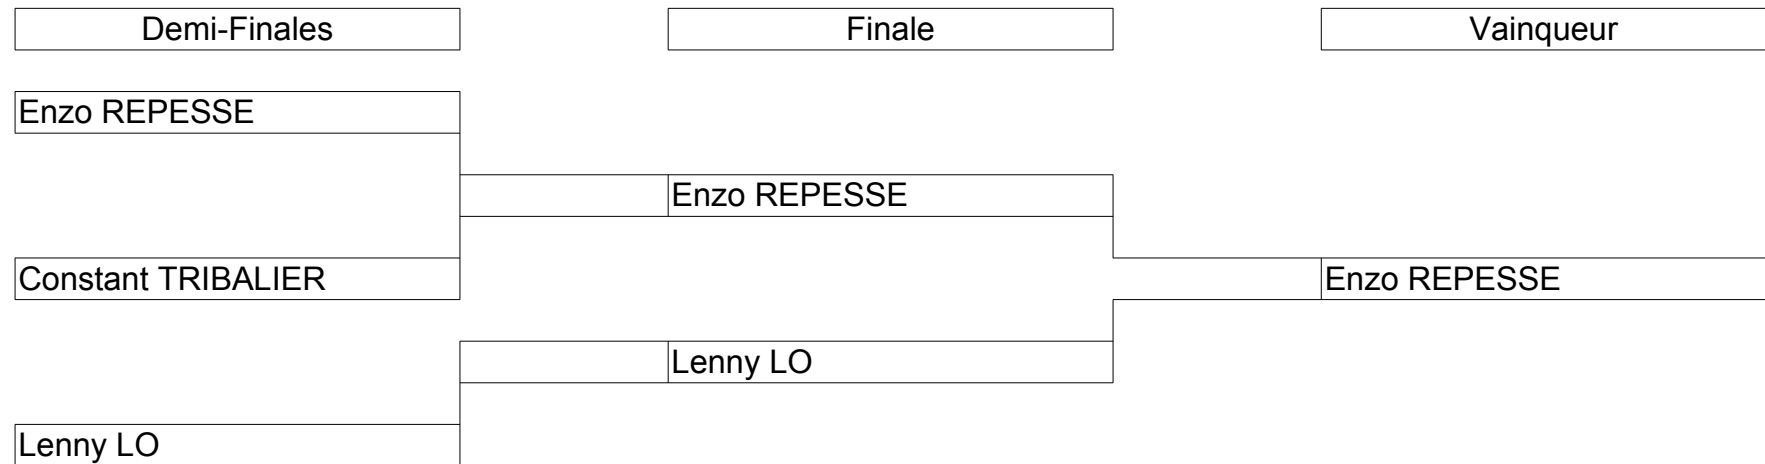 Demi-Finales Finale Vainqueur
Enzo REPESSE
Enzo REPESSE
Constant TRIBALIER Enzo REPESSE
Lenny LO
Lenny LO